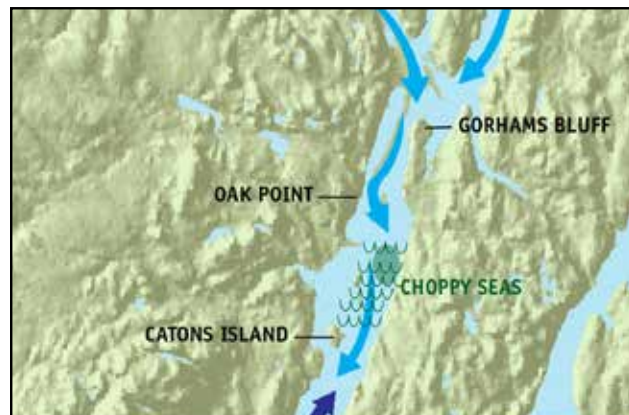 GORHAMS BLUFF
OAK POINT
CHOPPY SEAS
CATONS ISLAND